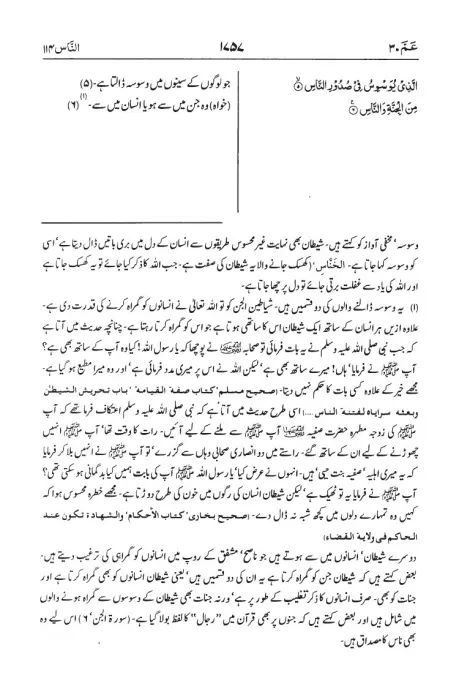 عَمّ ۳۰
۱۷۵۷
النَّاس ۱۱۴
الَّذِیْ یُوَسْوِسُ فِیْ صُدُوْرِ النَّاسِ ۞
مِنَ الْجِنَّةِ وَالنَّاسِ ۞
جو لوگوں کے سینوں میں وسوسہ ڈالتا ہے-(۵)
(خواہ) وہ جن میں سے ہو یا انسان میں سے-(۱) (۶)
وسوسہ' مخفی آواز کو کہتے ہیں- شیطان بھی نہایت غیر محسوس طریقوں سے انسان کے دل میں بری باتیں ڈال دیتا ہے' اسی
کو وسوسہ کہا جاتا ہے- الْخَنَّاسِ' (کھسک جانے والا) یہ شیطان کی صفت ہے- جب اللہ کا ذکر کیا جائے تو یہ کھسک جاتا ہے
اور اللہ کی یاد سے غفلت برتی جائے تو دل پر چھا جاتا ہے-
(۱) یہ وسوسہ ڈالنے والوں کی دو قسمیں ہیں- شیاطین الجن کو تو اللہ تعالیٰ نے انسانوں کو گمراہ کرنے کی قدرت دی ہے-
علاوہ ازیں ہر انسان کے ساتھ ایک شیطان اس کا ساتھی ہوتا ہے جو اس کو گمراہ کرتا رہتا ہے- چنانچہ حدیث میں آتا ہے
کہ جب نبی صلی اللہ علیہ وسلم نے یہ بات فرمائی تو صحابہ ﷺ نے پوچھا کہ یا رسول اللہ! کیا وہ آپ کے ساتھ بھی ہے؟
آپ ﷺ نے فرمایا' ہاں! میرے ساتھ بھی ہے' لیکن اللہ نے اس پر میری مدد فرمائی ہے' اور وہ میرا مطیع ہو گیا ہے-
مجھے خیر کے علاوہ کسی بات کا حکم نہیں دیتا- (صحیح مسلم' کتاب صفة القیامة' باب تحریش الشیطٰن
وبعثه سرایاه لفتنة الناس ...) اسی طرح حدیث میں آتا ہے کہ نبی صلی اللہ علیہ وسلم اعتکاف فرما تھے کہ آپ
ﷺ کی زوجہ مطہرہ حضرت صفیہ آپ ﷺ سے ملنے کے لیے آئیں- رات کا وقت تھا' آپ ﷺ انہیں
چھوڑنے کے لیے ان کے ساتھ گئے- راستے میں دو انصاری صحابی وہاں سے گزرے' تو آپ ﷺ نے انہیں بلا کر فرمایا
کہ یہ میری اہلیہ' صفیہ بنت حیی' ہیں- انہوں نے عرض کیا' یا رسول اللہ ﷺ آپ کی بابت ہمیں کیا بدگمانی ہو سکتی تھی؟
آپ ﷺ نے فرمایا یہ تو ٹھیک ہے' لیکن شیطان انسان کی رگوں میں خون کی طرح دوڑتا ہے- مجھے خطرہ محسوس ہوا کہ
کہیں وہ تمہارے دلوں میں کچھ شبہ نہ ڈال دے- (صحیح بخاری' کتاب الأحکام' والشهادة تکون عند
الحاکم فی ولایة القضاء)
دوسرے شیطان' انسانوں میں سے ہوتے ہیں جو ناصح' مشفق کے روپ میں انسانوں کو گمراہی کی ترغیب دیتے ہیں-
بعض کہتے ہیں کہ شیطان جن کو گمراہ کرتا ہے یہ ان کی دو قسمیں ہیں' یعنی شیطان انسانوں کو بھی گمراہ کرتا ہے اور
جنات کو بھی- صرف انسانوں کا ذکر تغلیب کے طور پر ہے' ورنہ جنات بھی شیطان کے وسوسوں سے گمراہ ہونے والوں
میں شامل ہیں اور بعض کہتے ہیں کہ جنوں پر بھی قرآن میں "رجال" کا لفظ بولا گیا ہے- (سورۃ الجن' ۶) اس لیے وہ
بھی ناس کا مصداق ہیں-